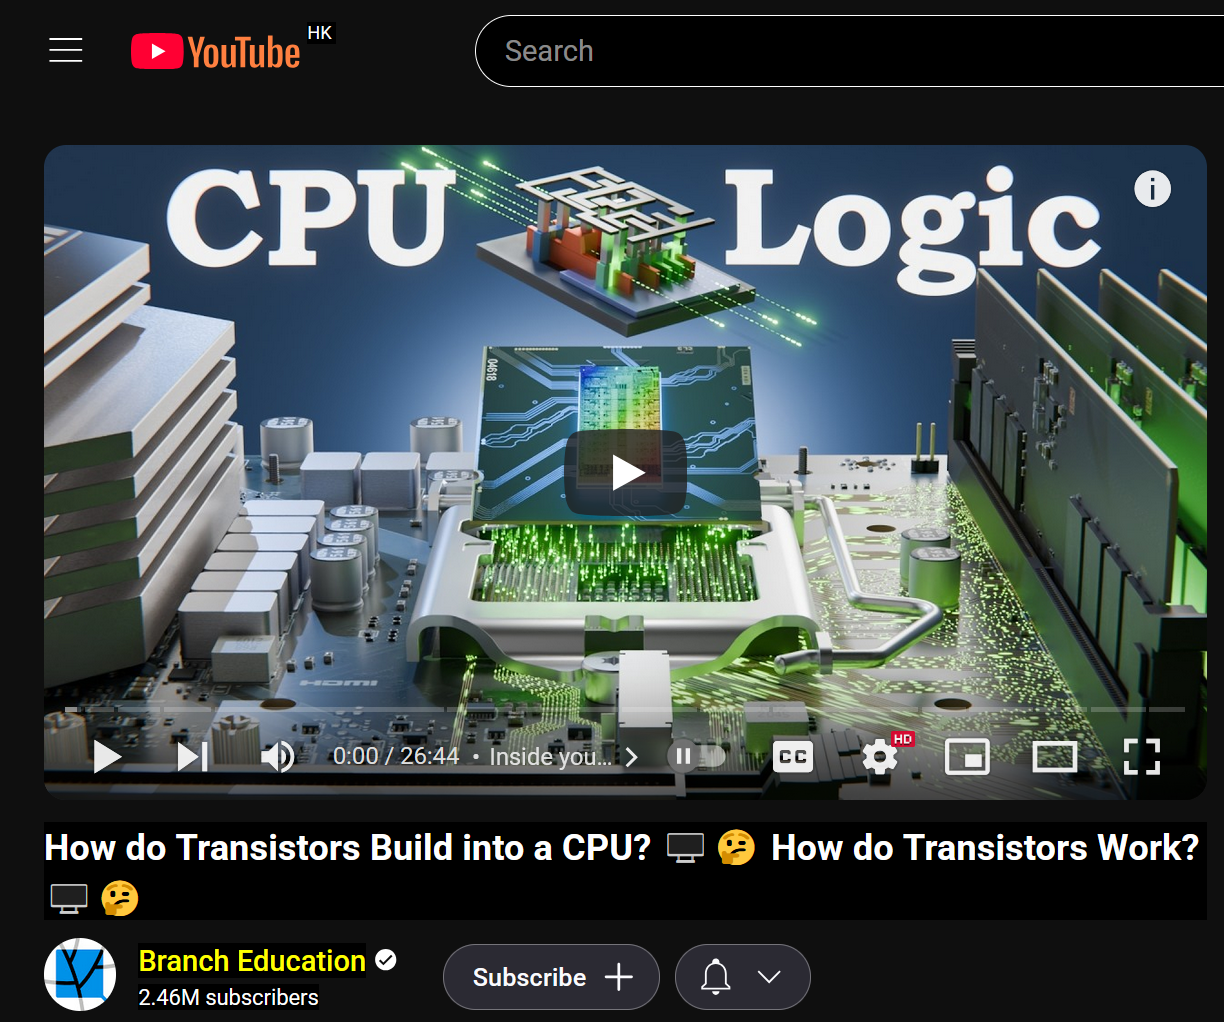 YouTube HK
Search
CPU Logic
04618
HDMI
0:00 / 26:44 • Inside you...
CC
HD
How do Transistors Build into a CPU? 🖥️ 🤔 How do Transistors Work?
🖥️ 🤔
Branch Education
2.46M subscribers
Subscribe